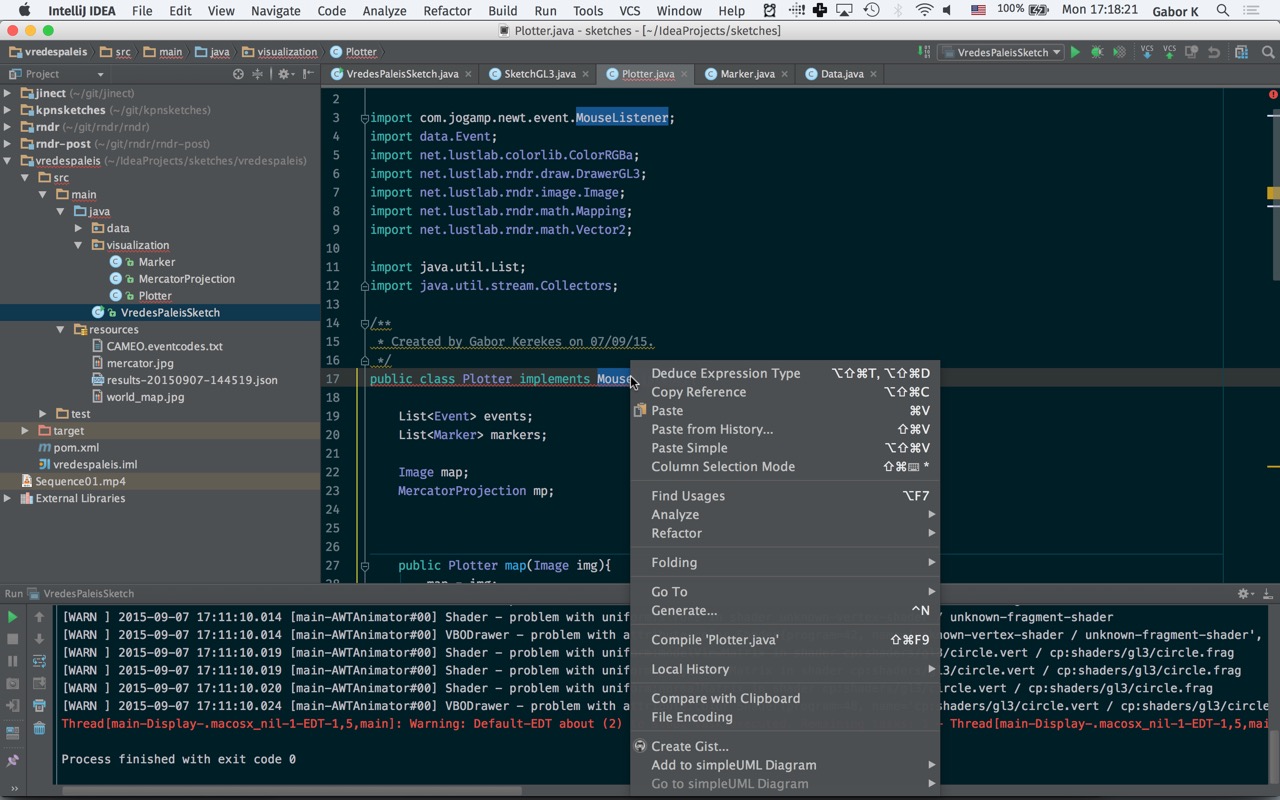 IntelliJ IDEA File Edit View Navigate Code Analyze Refactor Build Run Tools VCS Window Help 100% Mon 17:18:21 Gabor K
Plotter.java - sketches - [~/IdeaProjects/sketches]
vredespaleis src main java visualization Plotter VredesPaleisSketch VCS VCS
Project
VredesPaleisSketch.java SketchGL3.java Plotter.java Marker.java Data.java
jinect (~/git/jinect)
kpnsketches (~/git/kpnsketches)
rndr (~/git/rndr/rndr)
rndr-post (~/git/rndr/rndr-post)
vredespaleis (~/IdeaProjects/sketches/vredespaleis)
src
main
java
data
visualization
Marker
MercatorProjection
Plotter
VredesPaleisSketch
resources
CAMEO.eventcodes.txt
mercator.jpg
results-20150907-144519.json
world_map.jpg
test
target
pom.xml
vredespaleis.iml
Sequence01.mp4
External Libraries
2
3 import com.jogamp.newt.event.MouseListener;
4 import data.Event;
5 import net.lustlab.colorlib.ColorRGBa;
6 import net.lustlab.rndr.draw.DrawerGL3;
7 import net.lustlab.rndr.image.Image;
8 import net.lustlab.rndr.math.Mapping;
9 import net.lustlab.rndr.math.Vector2;
10
11 import java.util.List;
12 import java.util.stream.Collectors;
13
14 /**
15 * Created by Gabor Kerekes on 07/09/15.
16 */
17 public class Plotter implements Mouse
18
19 List<Event> events;
20 List<Marker> markers;
21
22 Image map;
23 MercatorProjection mp;
24
25
26
27 public Plotter map(Image img){
28 map = img;
Deduce Expression Type ⌥⇧⌘T, ⌥⇧⌘D
Copy Reference ⌥⇧⌘C
Paste ⌘V
Paste from History... ⇧⌘V
Paste Simple ⌥⇧⌘V
Column Selection Mode ⇧⌘⌨ *
Find Usages ⌥F7
Analyze
Refactor
Folding
Go To
Generate... ^N
Compile 'Plotter.java' ⇧⌘F9
Local History
Compare with Clipboard
File Encoding
Create Gist...
Add to simpleUML Diagram
Go to simpleUML Diagram
Run VredesPaleisSketch
[WARN ] 2015-09-07 17:11:10.014 [main-AWTAnimator#00] Shader - problem with unif / unknown-fragment-shader
[WARN ] 2015-09-07 17:11:10.014 [main-AWTAnimator#00] VBODrawer - problem with a nown-vertex-shader / unknown-fragment-shader',
[WARN ] 2015-09-07 17:11:10.019 [main-AWTAnimator#00] Shader - problem with unif cle.vert / cp:shaders/gl3/circle.frag
[WARN ] 2015-09-07 17:11:10.019 [main-AWTAnimator#00] Shader - problem with unif cle.vert / cp:shaders/gl3/circle.frag
[WARN ] 2015-09-07 17:11:10.020 [main-AWTAnimator#00] Shader - problem with unif cle.vert / cp:shaders/gl3/circle.frag
[WARN ] 2015-09-07 17:11:10.024 [main-AWTAnimator#00] VBODrawer - problem with a rcle.vert / cp:shaders/gl3/circle.frag
Thread[main-Display-.macosx_nil-1-EDT-1,5,main]: Warning: Default-EDT about (2) - Thread[main-Display-.macosx_nil-1-EDT-1,5,mai
Process finished with exit code 0